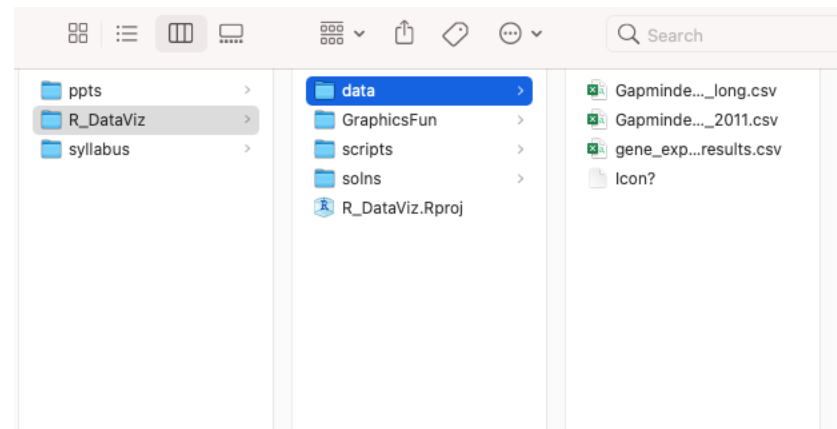 Search
ppts
R_DataViz
syllabus
data
GraphicsFun
scripts
solns
R_DataViz.Rproj
Gapminde..._long.csv
Gapminde..._2011.csv
gene_exp...results.csv
Icon?